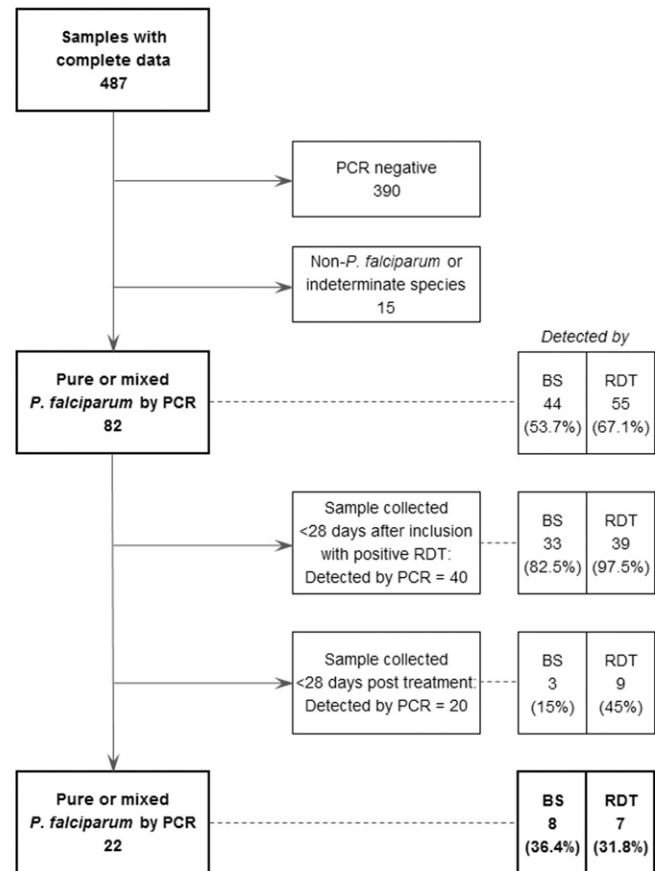 Samples with
complete data
487
PCR negative
390
Non-P. falciparum or
indeterminate species
15
Detected by
Pure or mixed
P. falciparum by PCR
82
BS
44
(53.7%)
RDT
55
(67.1%)
Sample collected
<28 days after inclusion
with positive RDT:
Detected by PCR = 40
BS
33
(82.5%)
RDT
39
(97.5%)
Sample collected
<28 days post treatment:
Detected by PCR = 20
BS
3
(15%)
RDT
9
(45%)
Pure or mixed
P. falciparum by PCR
22
BS
8
(36.4%)
RDT
7
(31.8%)